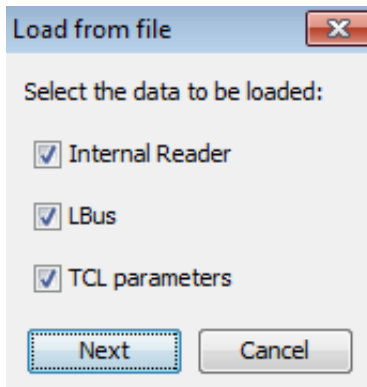 Load from file
Select the data to be loaded:
Internal Reader
LBus
TCL parameters
Next Cancel